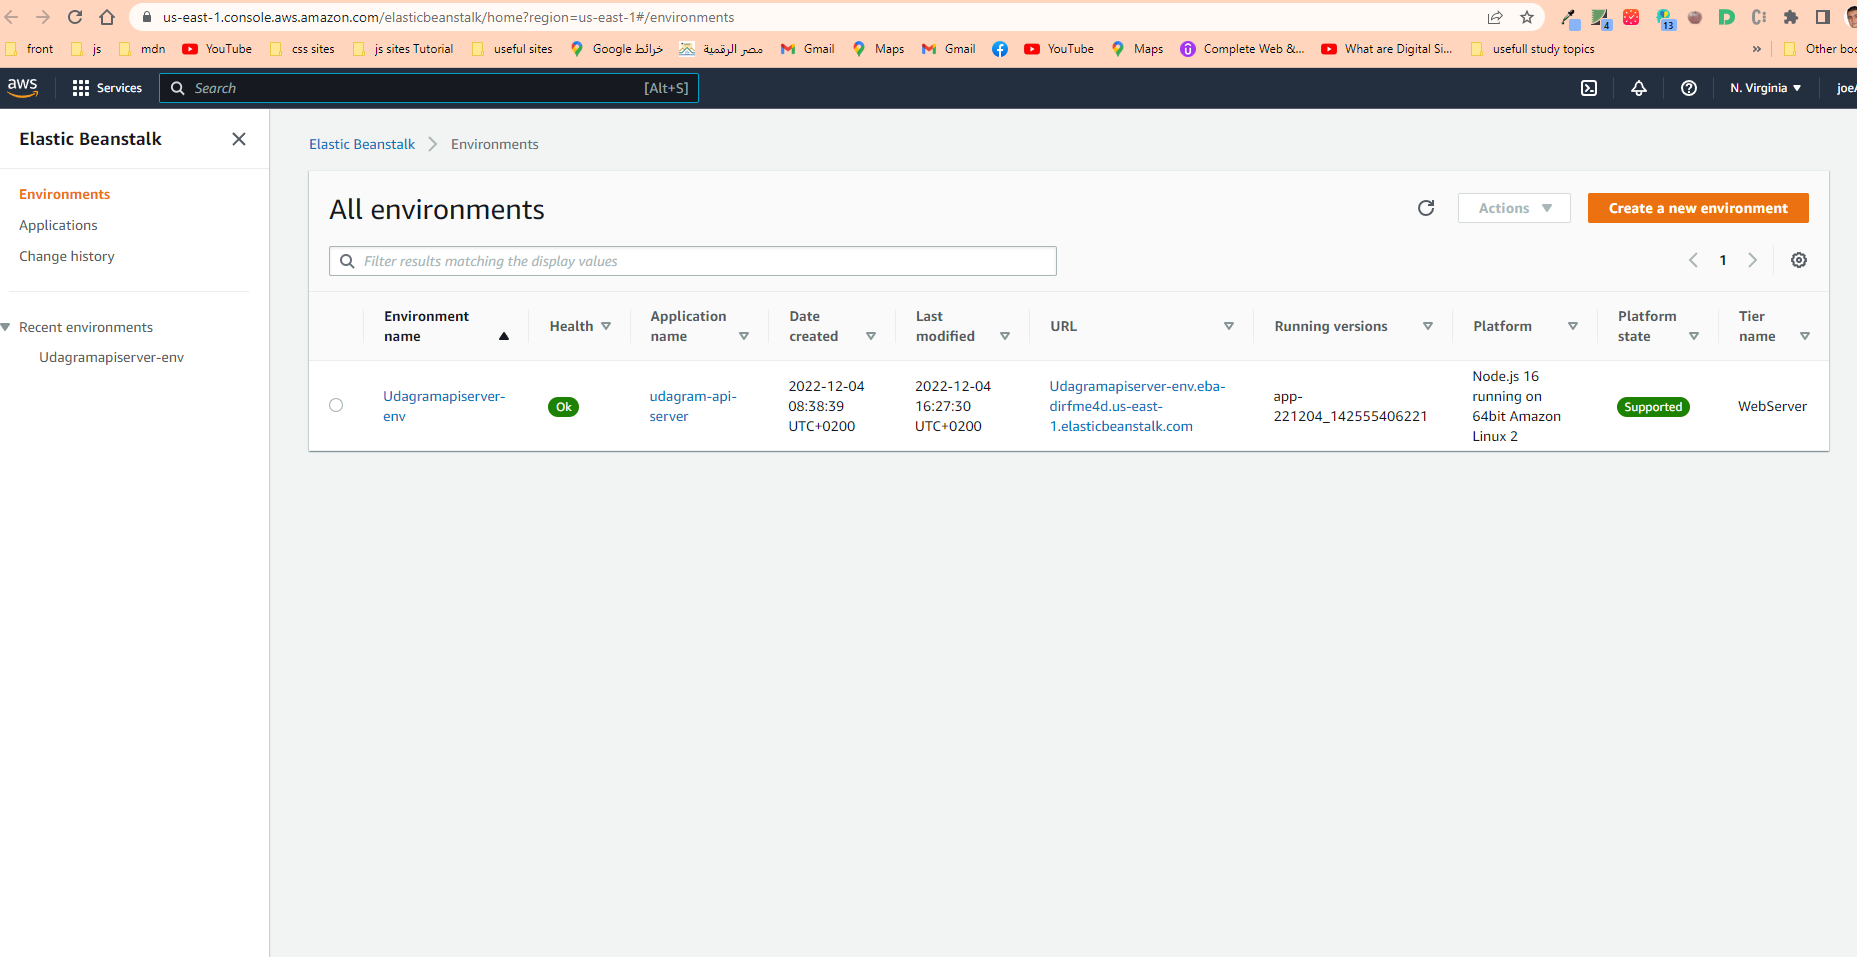 us-east-1.console.aws.amazon.com/elasticbeanstalk/home?region=us-east-1#/environments
4
13
front js mdn YouTube css sites js sites Tutorial useful sites Google خرائط مصر الرقمية Gmail Maps Gmail YouTube Maps Complete Web &... What are Digital Si... usefull study topics » Other boo
aws Services Search [Alt+S] N. Virginia joeA
Elastic Beanstalk
Environments
Applications
Change history
Recent environments
Udagramapiserver-env
Elastic Beanstalk Environments
All environments
Actions Create a new environment
Filter results matching the display values
1
Environment name
Health
Application name
Date created
Last modified
URL
Running versions
Platform
Platform state
Tier name
Udagramapiserver-
env
Ok
udagram-api-
server
2022-12-04
08:38:39
UTC+0200
2022-12-04
16:27:30
UTC+0200
Udagramapiserver-env.eba-
dirfme4d.us-east-
1.elasticbeanstalk.com
app-
221204_142555406221
Node.js 16
running on
64bit Amazon
Linux 2
Supported
WebServer